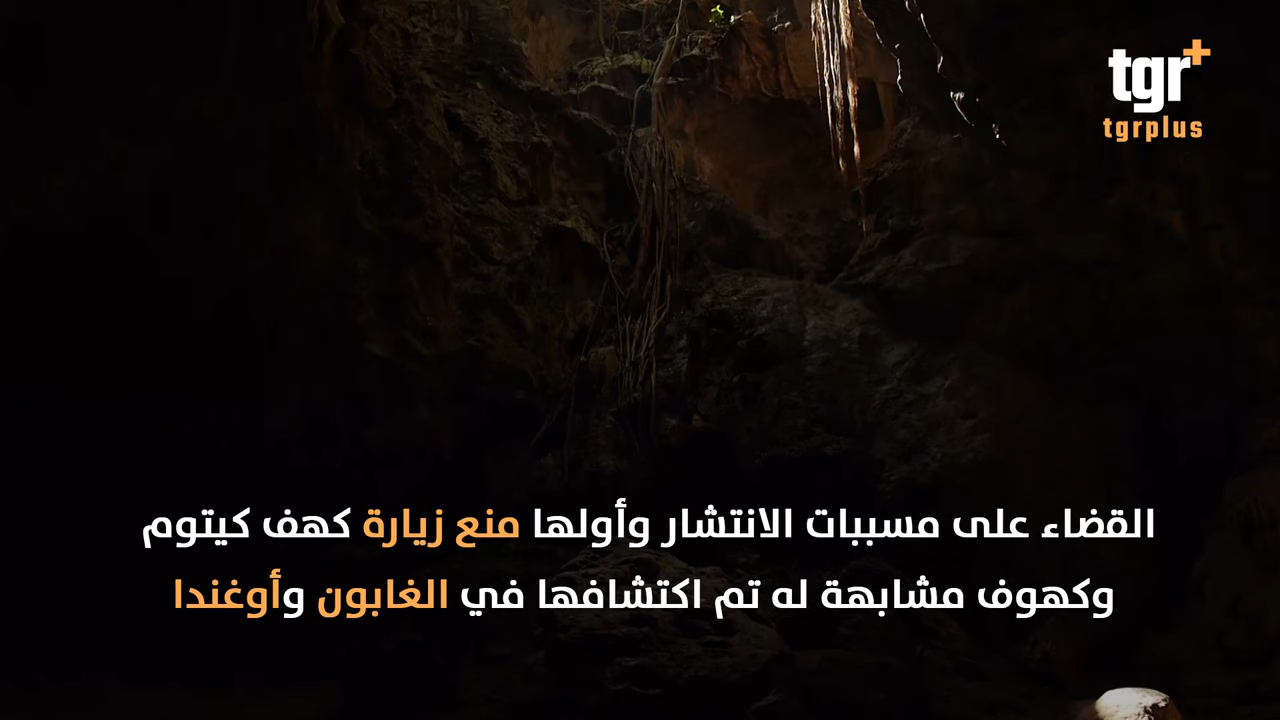 tgr+
tgrplus
القضاء على مسببات الانتشار وأولها منع زيارة كهف كيتوم
وكهوف مشابهة له تم اكتشافها في الغابون وأوغندا